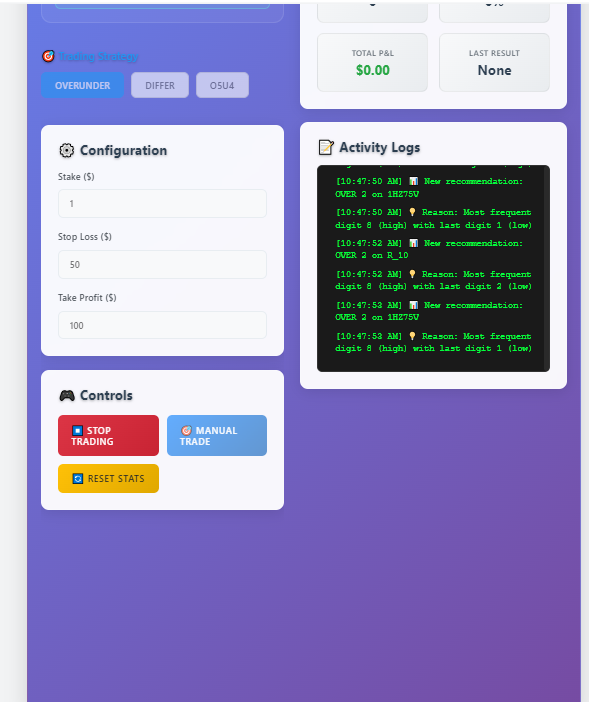 Trading Strategy
OVERUNDER
DIFFER
O5U4
Configuration
Stake ($)
1
Stop Loss ($)
50
Take Profit ($)
100
Controls
STOP
TRADING
MANUAL
TRADE
RESET STATS
TOTAL P&L
$0.00
LAST RESULT
None
Activity Logs
[10:47:50 AM] 📊 New recommendation:
OVER 2 on 1HZ75V
[10:47:50 AM] 💡 Reason: Most frequent
digit 8 (high) with last digit 1 (low)
[10:47:52 AM] 📊 New recommendation:
OVER 2 on R_10
[10:47:52 AM] 💡 Reason: Most frequent
digit 8 (high) with last digit 2 (low)
[10:47:53 AM] 📊 New recommendation:
OVER 2 on 1HZ75V
[10:47:53 AM] 💡 Reason: Most frequent
digit 8 (high) with last digit 1 (low)